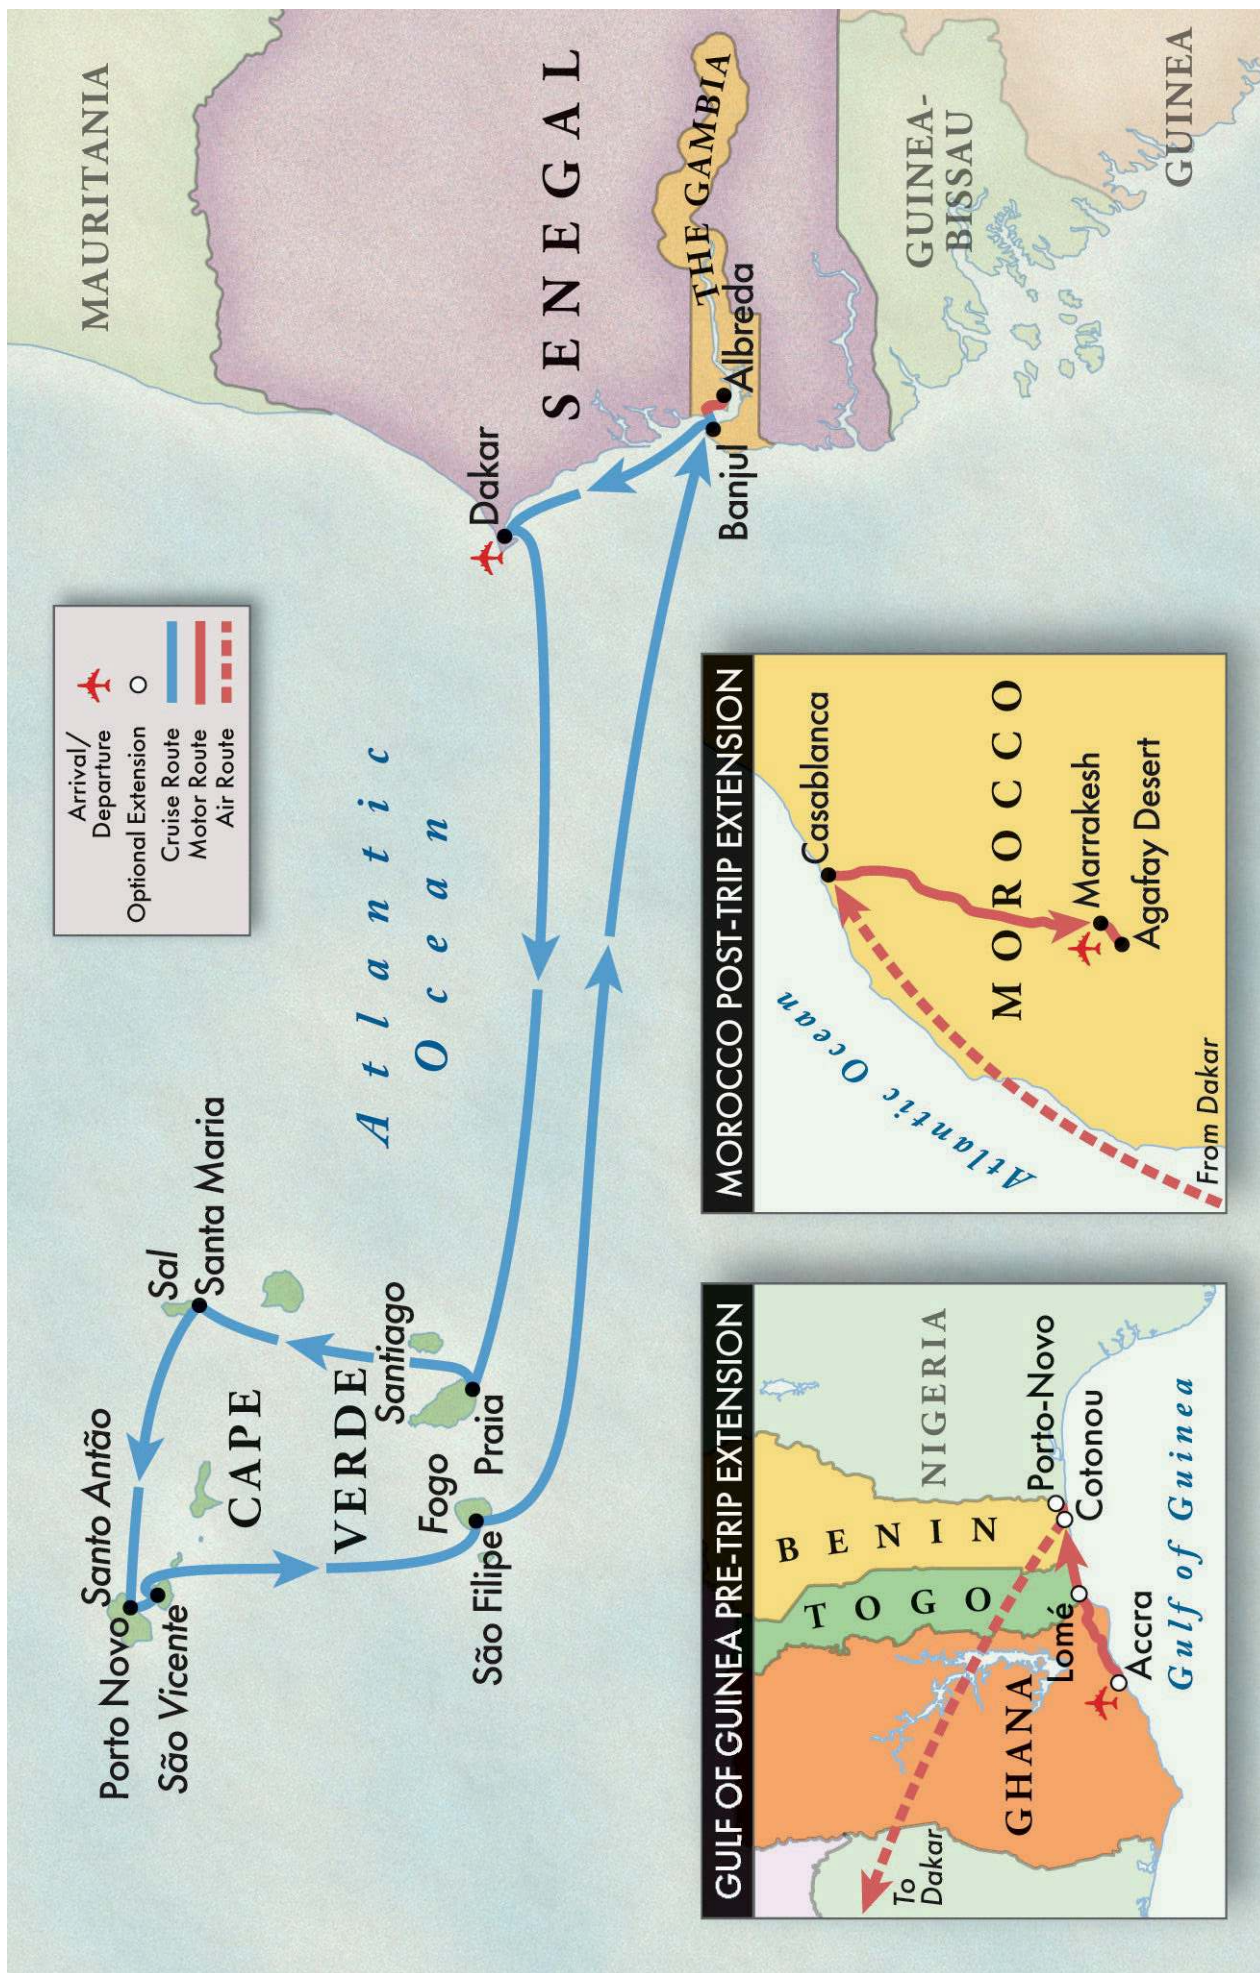 MAURITANIA
SENEGAL
THE GAMBIA
GUINEA-
BISSAU
GUINEA
Dakar
Banjul
Albreda
Arrival/
Departure
Optional Extension
Cruise Route
Motor Route
Air Route
Atlantic
Ocean
Sal
Santa Maria
Santo Antão
Porto Novo
São Vicente
CAPE
VERDE
Santiago
Praia
Fogo
São Filipe
GULF OF GUINEA PRE-TRIP EXTENSION
BENIN
TOGO
GHANA
NIGERIA
Porto-Novo
Cotonou
Lomé
Accra
To
Dakar
Gulf of Guinea
MOROCCO POST-TRIP EXTENSION
Casablanca
MOROCCO
Marrakesh
Agafay Desert
Atlantic Ocean
From Dakar